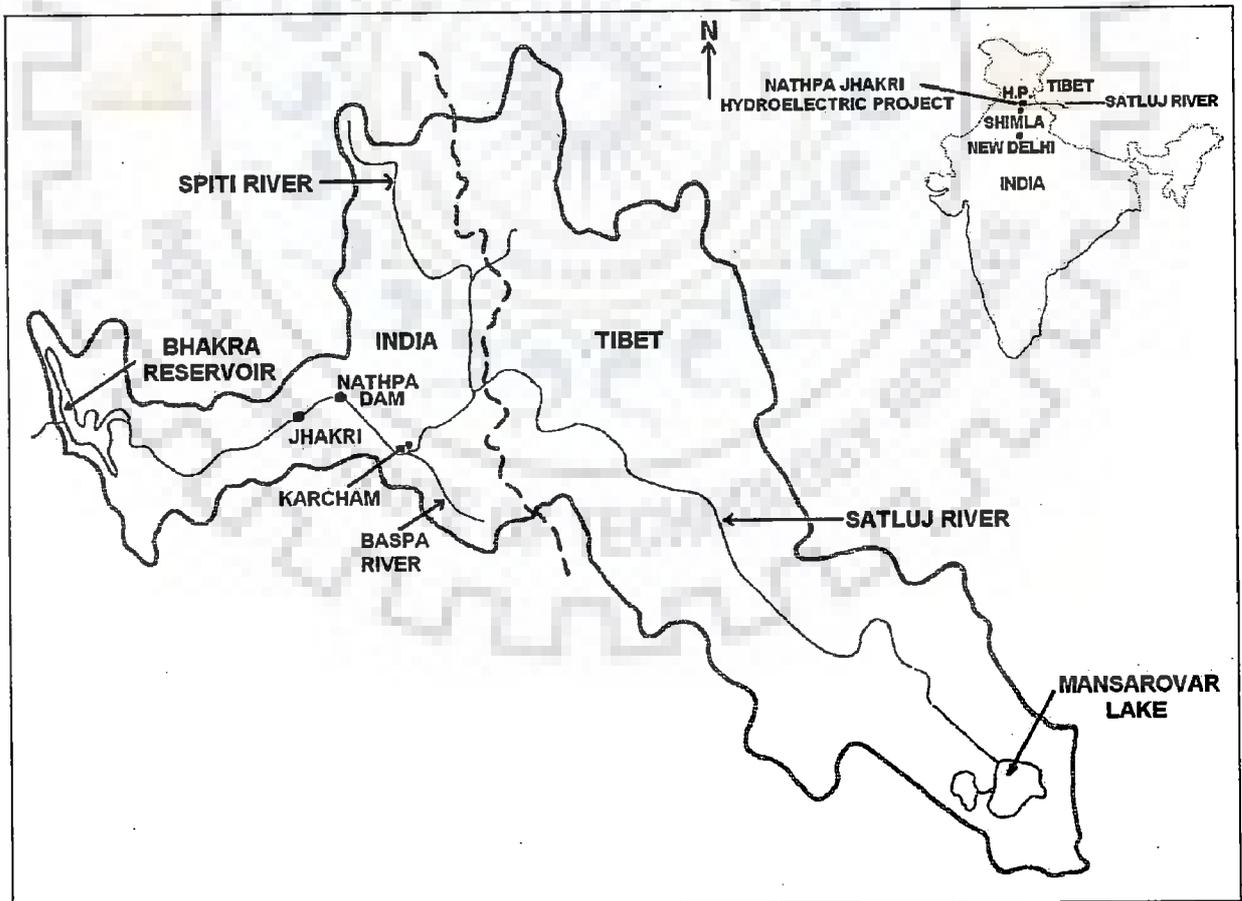 N
NATHPA JHAKRI
HYDROELECTRIC PROJECT
H.P.
TIBET
SATLUJ RIVER
SHIMLA
NEW DELHI
INDIA
SPITI RIVER
BHAKRA
RESERVOIR
INDIA
TIBET
NATHPA
DAM
JHAKRI
KARCHAM
BASPA
RIVER
SATLUJ RIVER
MANSAROVAR
LAKE